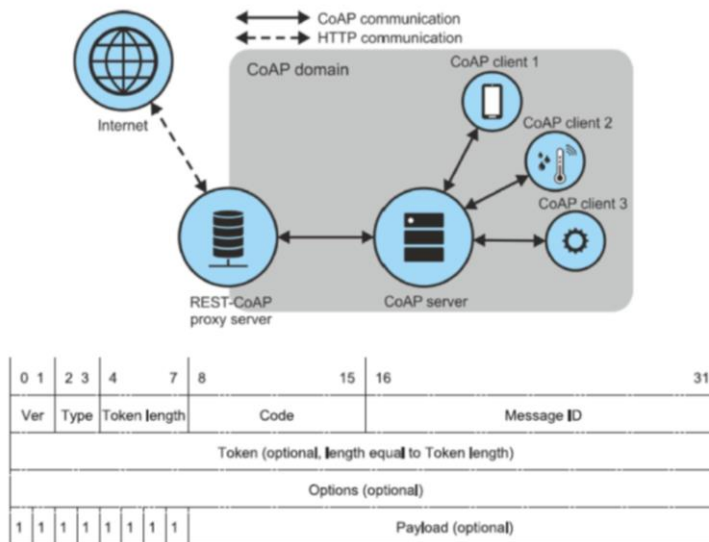 CoAP communication
HTTP communication
CoAP domain
CoAP client 1
Internet
CoAP client 2
CoAP client 3
REST-CoAP
proxy server
CoAP server
0 1 2 3 4 7 8 15 16 31
Ver Type Token length Code Message ID
Token (optional, length equal to Token length)
Options (optional)
1 1 1 1 1 1 1 1 Payload (optional)